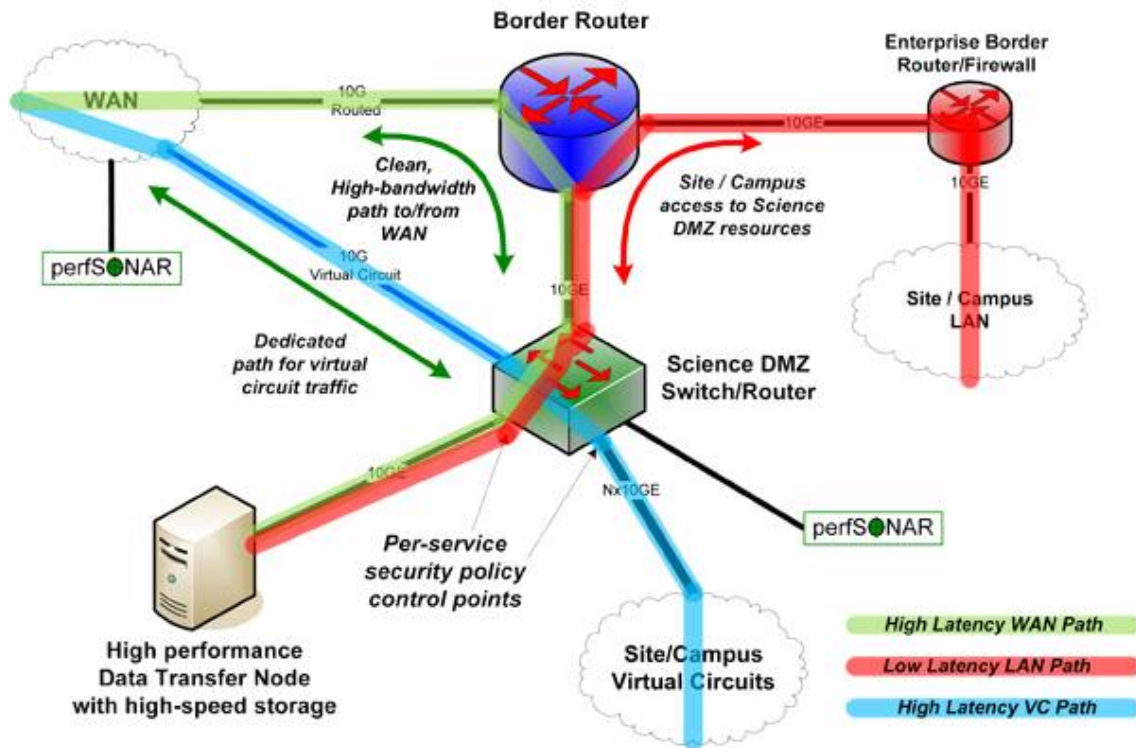 Border Router
Enterprise Border
Router/Firewall
WAN
10G
Routed
10GE
10GE
Clean,
High-bandwidth
path to/from
WAN
Site / Campus
access to Science
DMZ resources
perfSONAR
10G
Virtual Circuit
10GE
Site / Campus
LAN
Dedicated
path for virtual
circuit traffic
Science DMZ
Switch/Router
10GE
Nx10GE
perfSONAR
Per-service
security policy
control points
High performance
Data Transfer Node
with high-speed storage
Site/Campus
Virtual Circuits
High Latency WAN Path
Low Latency LAN Path
High Latency VC Path